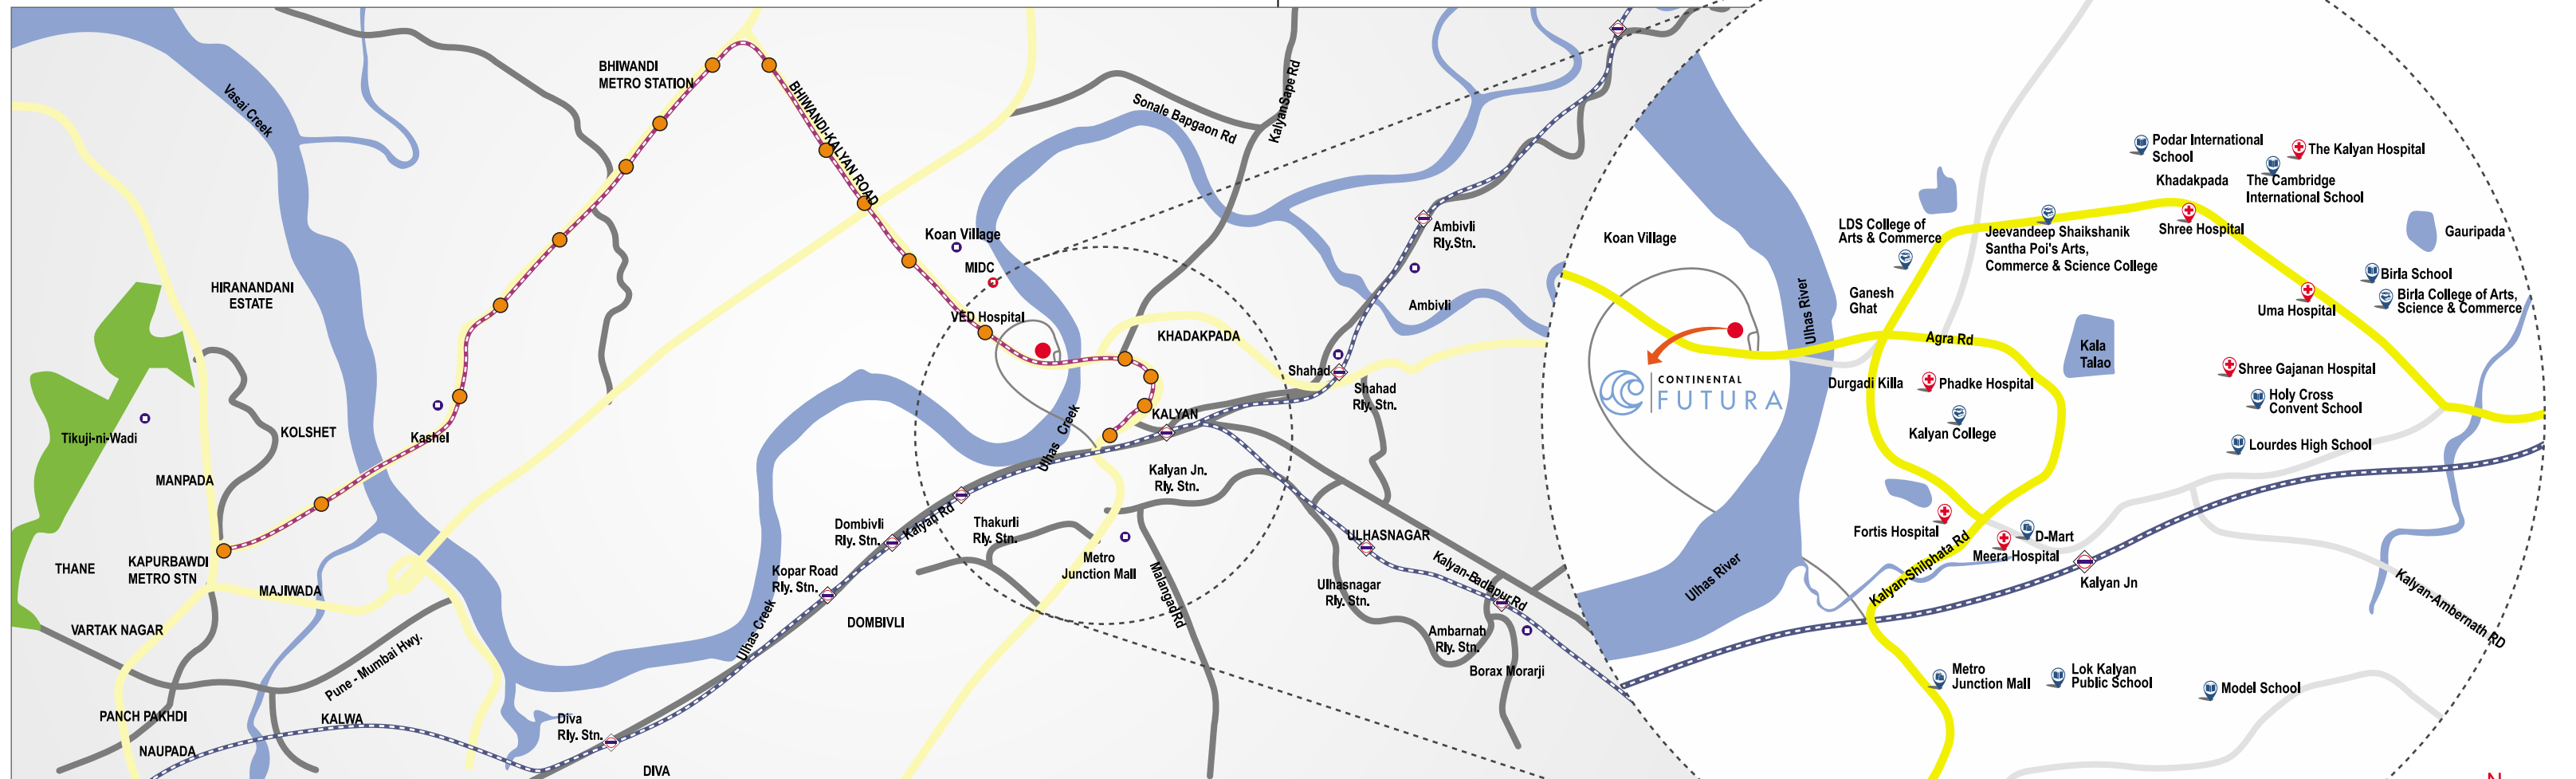 Vasai Creek
BHIWANDI
METRO STATION
BHIWANDI-KALYAN ROAD
Sonale Bapgaon Rd
KalyanSape Rd
Koan Village
MIDC
VED Hospital
KHADAKPADA
Ambivli
Rly.Stn.
Ambivli
Shahad
Shahad
Rly. Stn.
HIRANANDANI
ESTATE
Tikuji-ni-Wadi
KOLSHET
Kashel
MANPADA
THANE
KAPURBAWDI
METRO STN
MAJIWADA
VARTAK NAGAR
Pune - Mumbai Hwy.
PANCH PAKHDI
KALWA
NAUPADA
Diva
Rly. Stn.
DIVA
Ulhas Creek
DOMBIVLI
Kopar Road
Rly. Stn.
Dombivli
Rly. Stn.
Kalyan Rd
Thakurli
Rly. Stn.
Ulhas Creek
KALYAN
Kalyan Jn.
Rly. Stn.
Metro
Junction Mall
MalangadRd
ULHASNAGAR
Ulhasnagar
Rly. Stn.
Kalyan-Badlapur Rd
Ambarnah
Rly. Stn.
Borax Morarji
Koan Village
CONTINENTAL
FUTURA
Ulhas River
Ulhas River
LDS College of
Arts & Commerce
Ganesh
Ghat
Jeevandeep Shaikshanik
Santha Poi's Arts,
Commerce & Science College
Podar International
School
Khadakpada
The Kalyan Hospital
The Cambridge
International School
Shree Hospital
Gauripada
Birla School
Birla College of Arts,
Science & Commerce
Uma Hospital
Agra Rd
Kala
Talao
Durgadi Killa
Phadke Hospital
Kalyan College
Shree Gajanan Hospital
Holy Cross
Convent School
Lourdes High School
Fortis Hospital
D-Mart
Meera Hospital
Kalyan-Shilphata Rd
Kalyan Jn
Kalyan-Ambernath RD
Metro
Junction Mall
Lok Kalyan
Public School
Model School
N